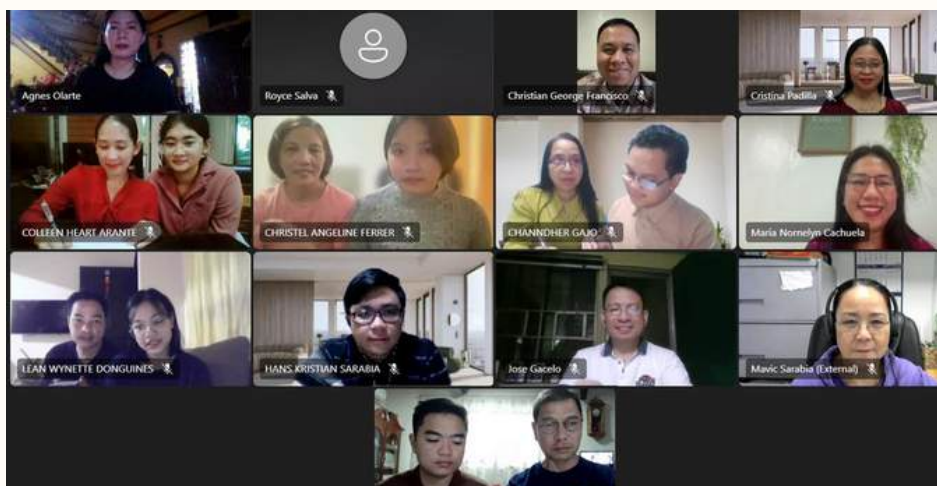 Agnes Olarte
Royce Salva
Christian George Francisco
Cristina Padilla
COLLEEN HEART ARANTE
CHRISTEL ANGELINE FERRER
CHANNDHER GAJO
Maria Nornelyn Cachuela
LEAN WYNETTE DONGUINES
HANS KRISTIAN SARABIA
Jose Gacelo
Mavic Sarabia (External)